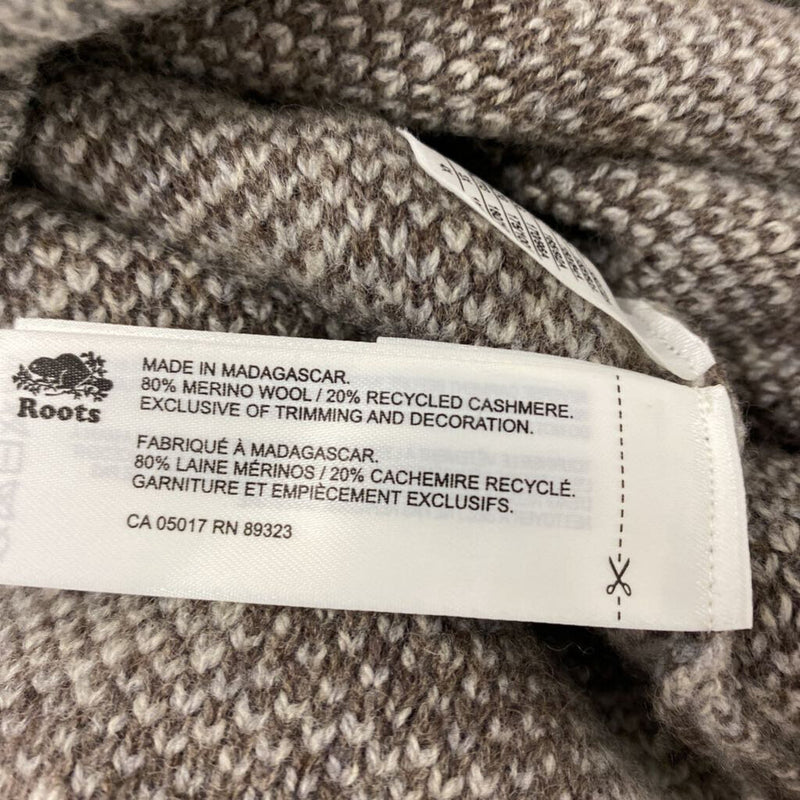 Roots
MADE IN MADAGASCAR.
80% MERINO WOOL / 20% RECYCLED CASHMERE.
EXCLUSIVE OF TRIMMING AND DECORATION.
FABRIQUÉ À MADAGASCAR.
80% LAINE MÉRINOS / 20% CACHEMIRE RECYCLÉ.
GARNITURE ET EMPIÈCEMENT EXCLUSIFS.
CA 05017 RN 89323